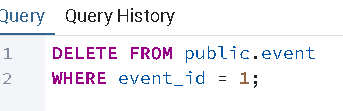 Query Query History
1 DELETE FROM public.event
2 WHERE event_id = 1;